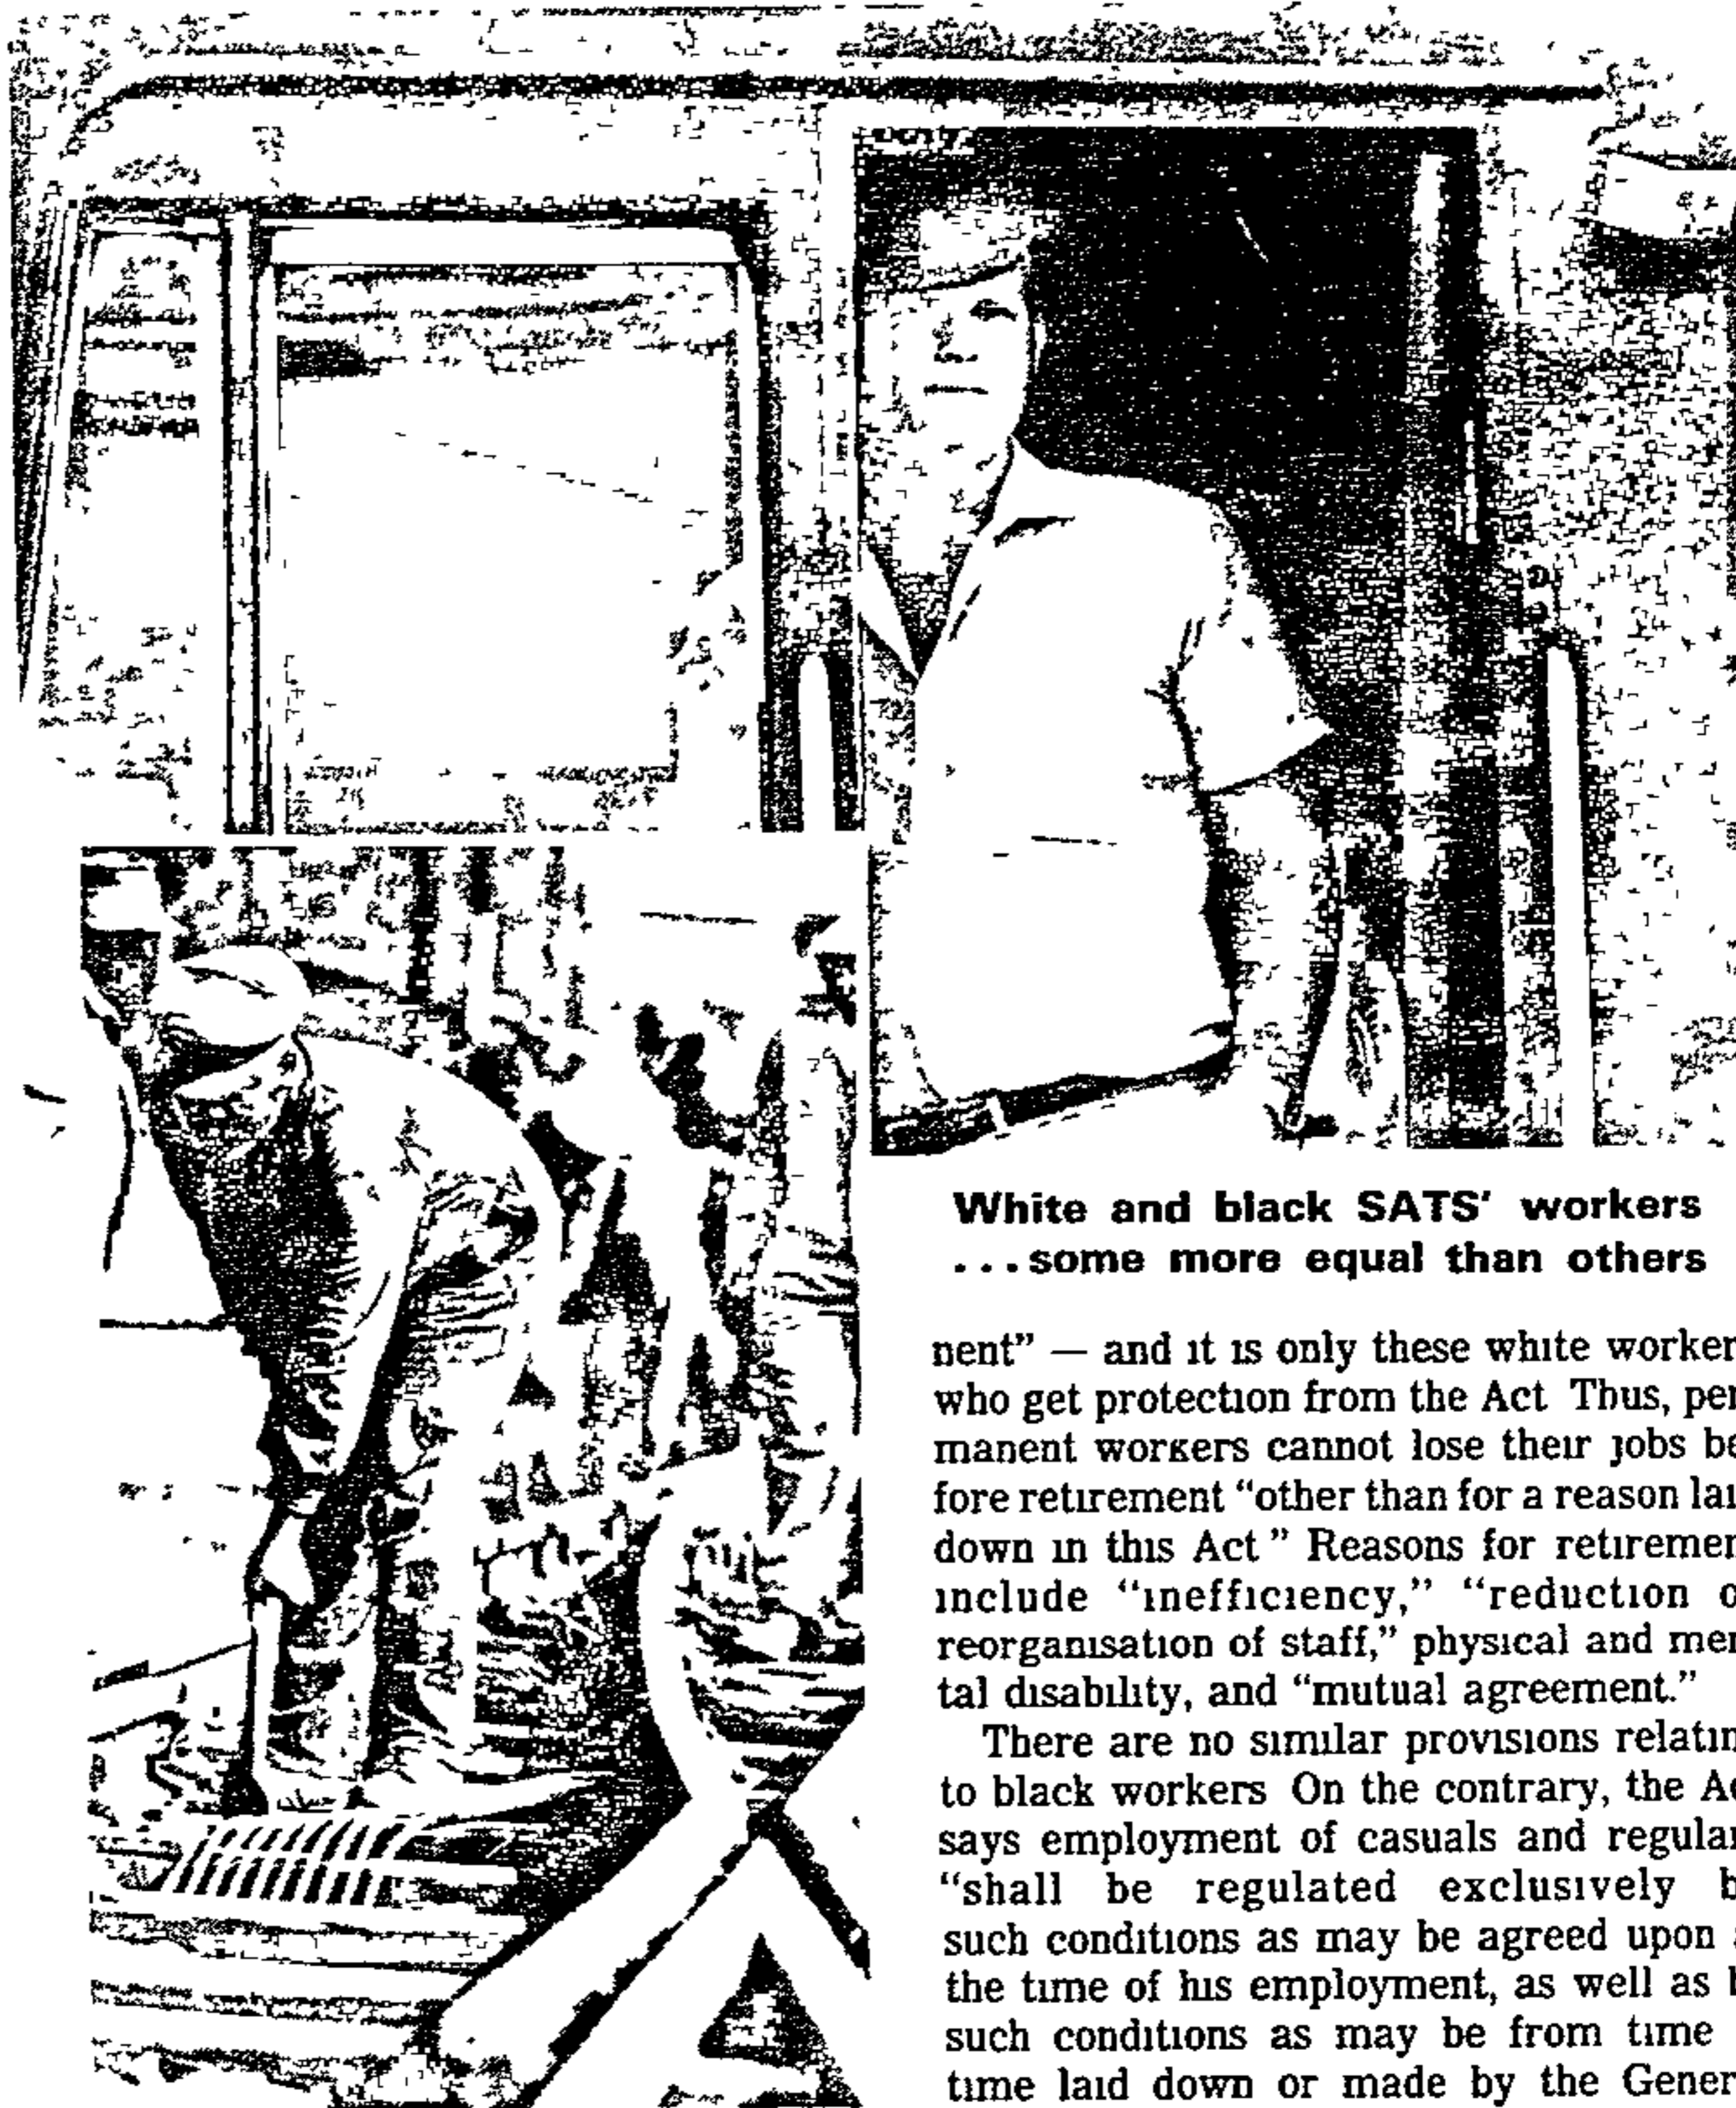 White and black SATS' workers
...some more equal than others
nent” — and it is only these white worker
who get protection from the Act Thus, per
manent workers cannot lose their jobs be
fore retirement “other than for a reason lai
down in this Act” Reasons for retiremen
include “inefficiency,” “reduction o
reorganisation of staff,” physical and men
tal disability, and “mutual agreement.”
There are no similar provisions relatin
to black workers On the contrary, the Ac
says employment of casuals and regular
“shall be regulated exclusively b
such conditions as may be agreed upon a
the time of his employment, as well as b
such conditions as may be from time
time laid down or made by the Gener